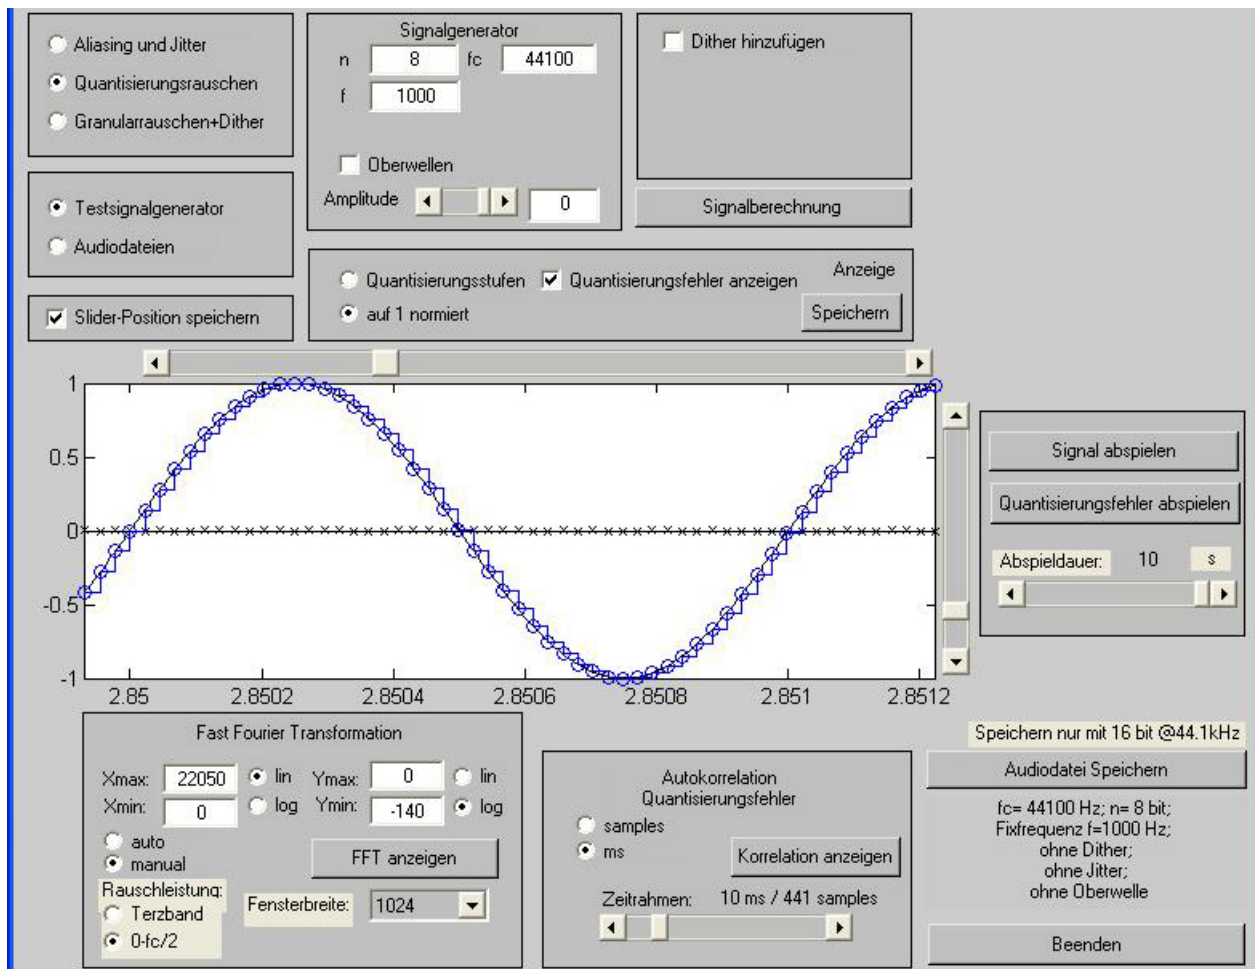 Aliasing und Jitter
Quantisierungsrauschen
Granularrauschen+Dither
Testsignalgenerator
Audiodateien
Slider-Position speichern
Signalgenerator
n 8 fc 44100
f 1000
Oberwellen
Amplitude 0
Dither hinzufügen
Signalberechnung
Quantisierungsstufen Quantisierungsfehler anzeigen Anzeige
auf 1 normiert Speichern
1
0.5
0
-0.5
-1
2.85 2.8502 2.8504 2.8506 2.8508 2.851 2.8512
Signal abspielen
Quantisierungsfehler abspielen
Abspieldauer: 10 s
Fast Fourier Transformation
Xmax: 22050 lin Ymax: 0 lin
Xmin: 0 log Ymin: -140 log
auto
manual
FFT anzeigen
Rauschleistung:
Terzband
0-fc/2
Fensterbreite: 1024
Autokorrelation
Quantisierungsfehler
samples
ms
Korrelation anzeigen
Zeitrahmen: 10 ms / 441 samples
Speichern nur mit 16 bit @44.1kHz
Audiodatei Speichern
fc= 44100 Hz; n= 8 bit;
Fixfrequenz f=1000 Hz;
ohne Dither;
ohne Jitter;
ohne Oberwelle
Beenden